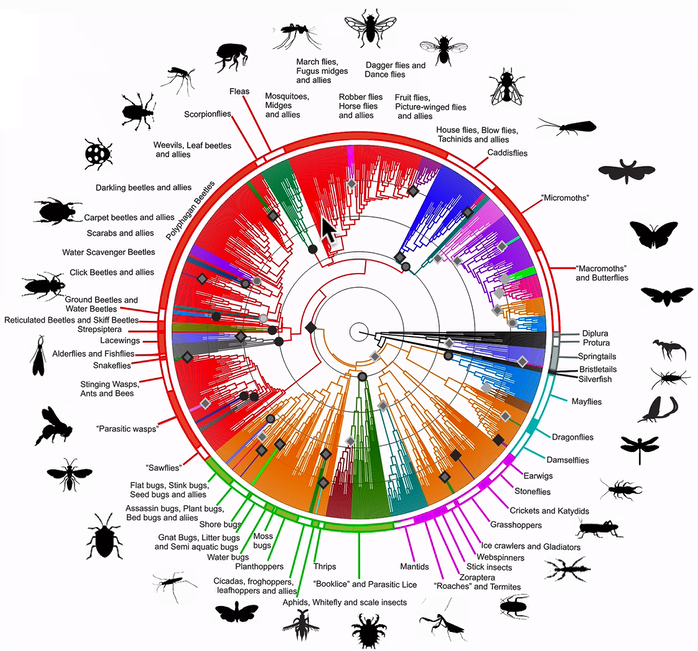 March flies,
Fugus midges
and allies
Dagger flies and
Dance flies
Fleas
Mosquitoes,
Midges
and allies
Robber flies
Horse flies
and allies
Fruit flies,
Picture-winged flies
and allies
Scorpionflies
House flies, Blow flies,
Tachinids and allies
Weevils, Leaf beetles
and allies
Caddisflies
Darkling beetles and allies
Polyphagan Beetles
"Micromoths"
Carpet beetles and allies
Scarabs and allies
Water Scavenger Beetles
Click Beetles and allies
"Macromoths"
and Butterflies
Ground Beetles and
Water Beetles
Reticulated Beetles and Skiff Beetles
Strepsiptera
Lacewings
Alderflies and Fishflies
Snakeflies
Stinging Wasps,
Ants and Bees
"Parasitic wasps"
"Sawflies"
Diplura
Protura
Springtails
Bristletails
Silverfish
Mayflies
Dragonflies
Damselflies
Earwigs
Stoneflies
Crickets and Katydids
Grasshoppers
Ice crawlers and Gladiators
Webspinners
Stick insects
Zoraptera
"Roaches" and Termites
Mantids
Flat bugs, Stink bugs,
Seed bugs and allies
Assassin bugs, Plant bugs,
Bed bugs and allies
Shore bugs
Gnat Bugs, Litter bugs
and Semi aquatic bugs
Water bugs
Moss
bugs
Planthoppers
Cicadas, froghoppers,
leafhoppers and allies
Thrips
"Booklice" and Parasitic Lice
Aphids, Whitefly and scale insects